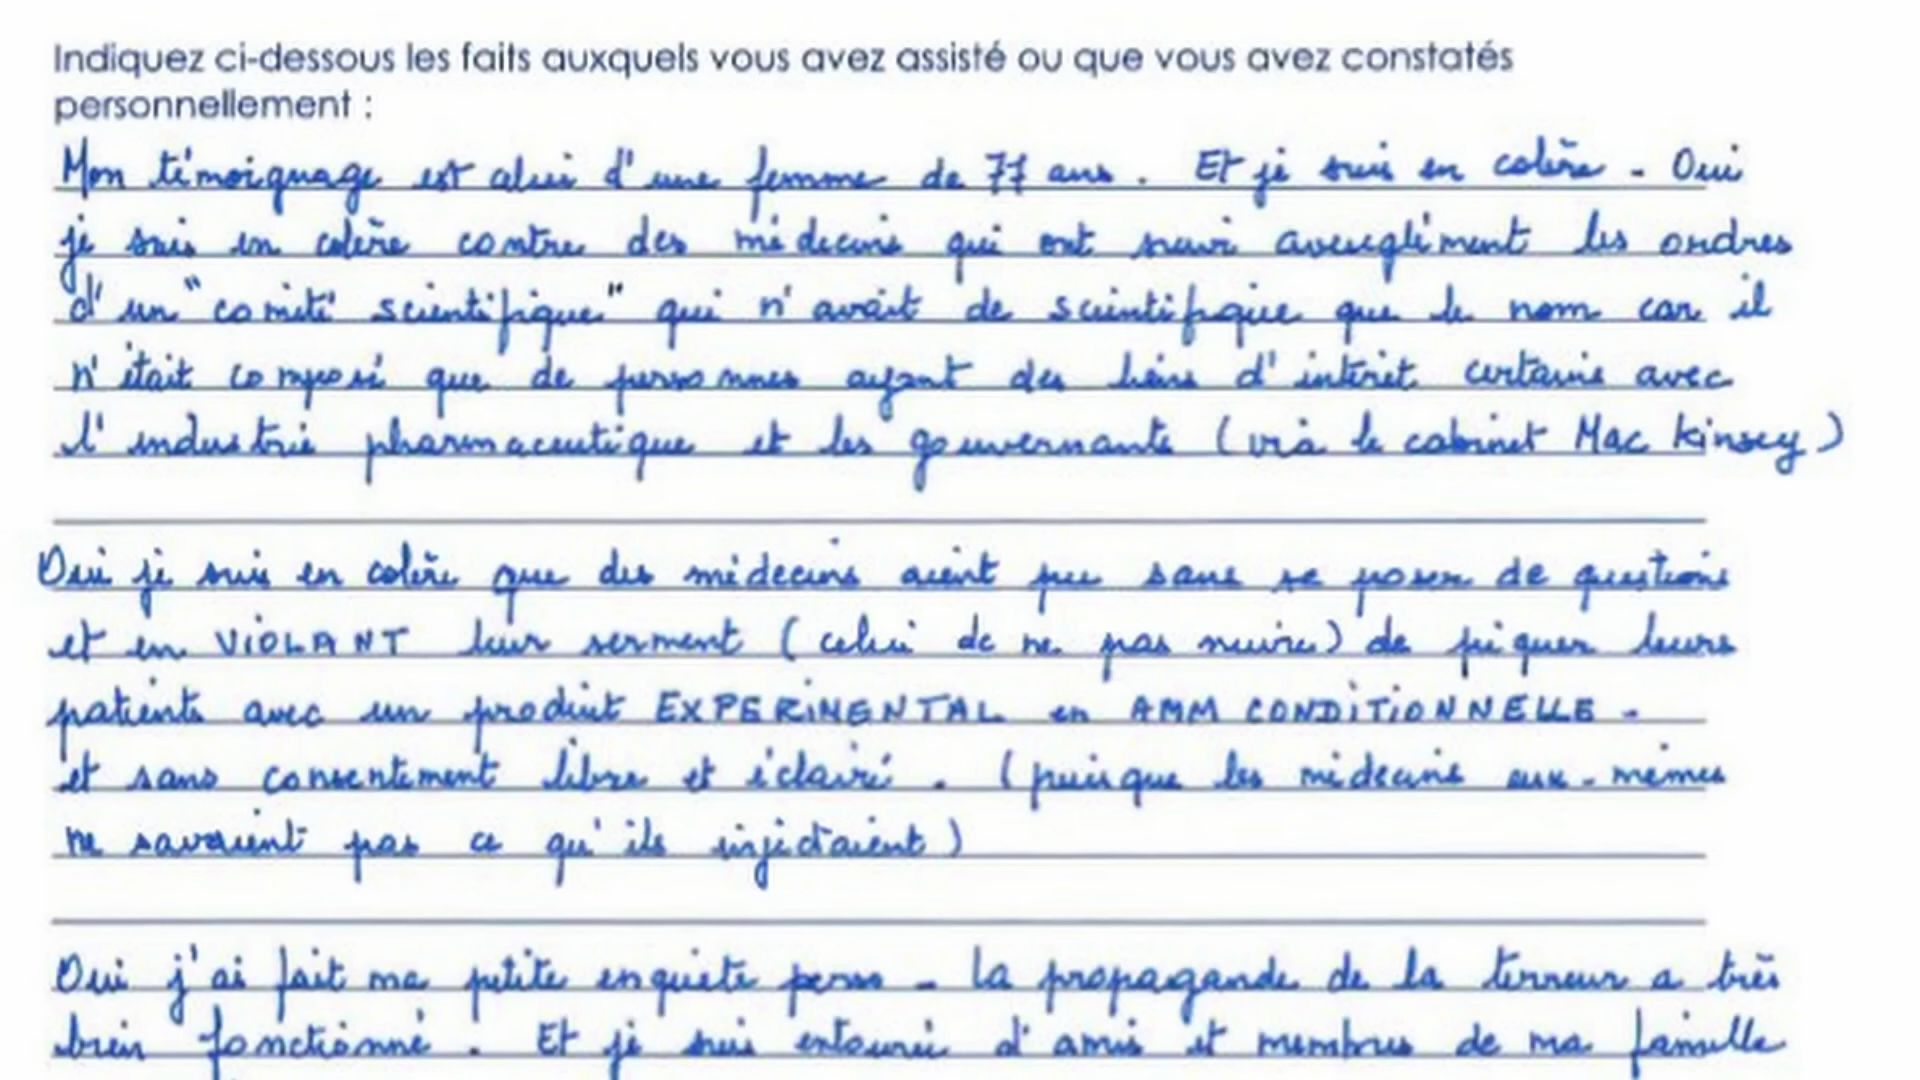 Indiquez ci-dessous les faits auxquels vous avez assisté ou que vous avez constatés
personnellement :
Mon témoignage est celui d'une femme de 77 ans. Et je suis en colère - Oui
je suis en colère contre des médecins qui ont suivi aveuglément les ordres
d'un "comité scientifique" qui n'avait de scientifique que le nom car il
n'était composé que de personnes ayant des liens d'intérêt certains avec
l'industrie pharmaceutique et les gouvernants (via le cabinet Mac Kinsey)
Oui je suis en colère que des médecins aient pu sans se poser de questions
et en VIOLANT leur serment (celui de ne pas nuire) de piquer leurs
patients avec un produit EXPERIMENTAL en AMM CONDITIONNELLE -
et sans consentement libre et éclairé. (puisque les médecins eux-mêmes
ne savaient pas ce qu'ils injectaient)
Oui j'ai fait ma petite enquête perso - La propagande de la terreur a très
bien fonctionné. Et je suis entourée d'amis et membres de ma famille